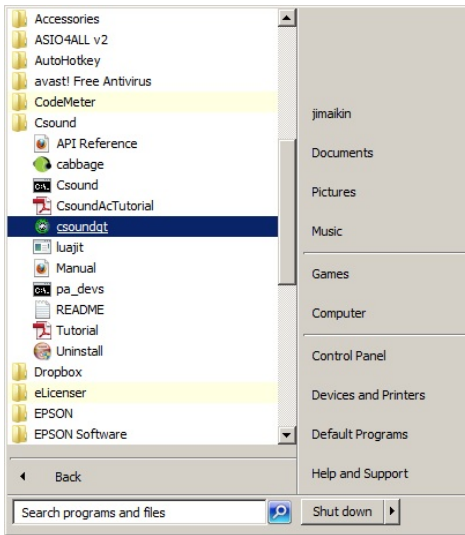 Accessories
ASIO4ALL v2
AutoHotkey
avast! Free Antivirus
CodeMeter
Csound
API Reference
cabbage
Csound
CsoundAcTutorial
csoundqt
luajit
Manual
pa_devs
README
Tutorial
Uninstall
Dropbox
eLicenser
EPSON
EPSON Software
Back
Search programs and files
jimaikin
Documents
Pictures
Music
Games
Computer
Control Panel
Devices and Printers
Default Programs
Help and Support
Shut down